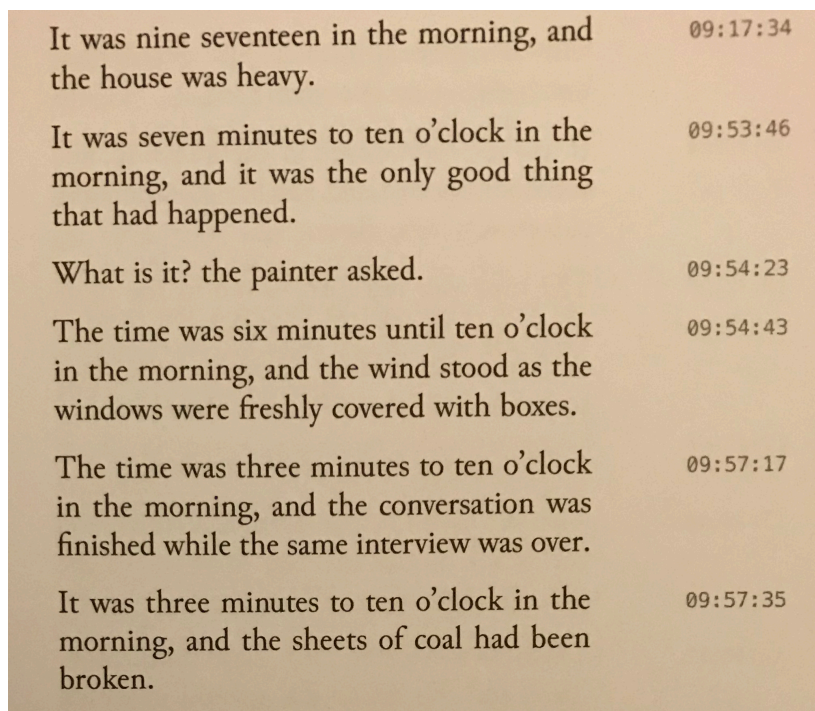 It was nine seventeen in the morning, and 09:17:34
the house was heavy.
It was seven minutes to ten o’clock in the 09:53:46
morning, and it was the only good thing
that had happened.
What is it? the painter asked. 09:54:23
The time was six minutes until ten o’clock 09:54:43
in the morning, and the wind stood as the
windows were freshly covered with boxes.
The time was three minutes to ten o’clock 09:57:17
in the morning, and the conversation was
finished while the same interview was over.
It was three minutes to ten o’clock in the 09:57:35
morning, and the sheets of coal had been
broken.